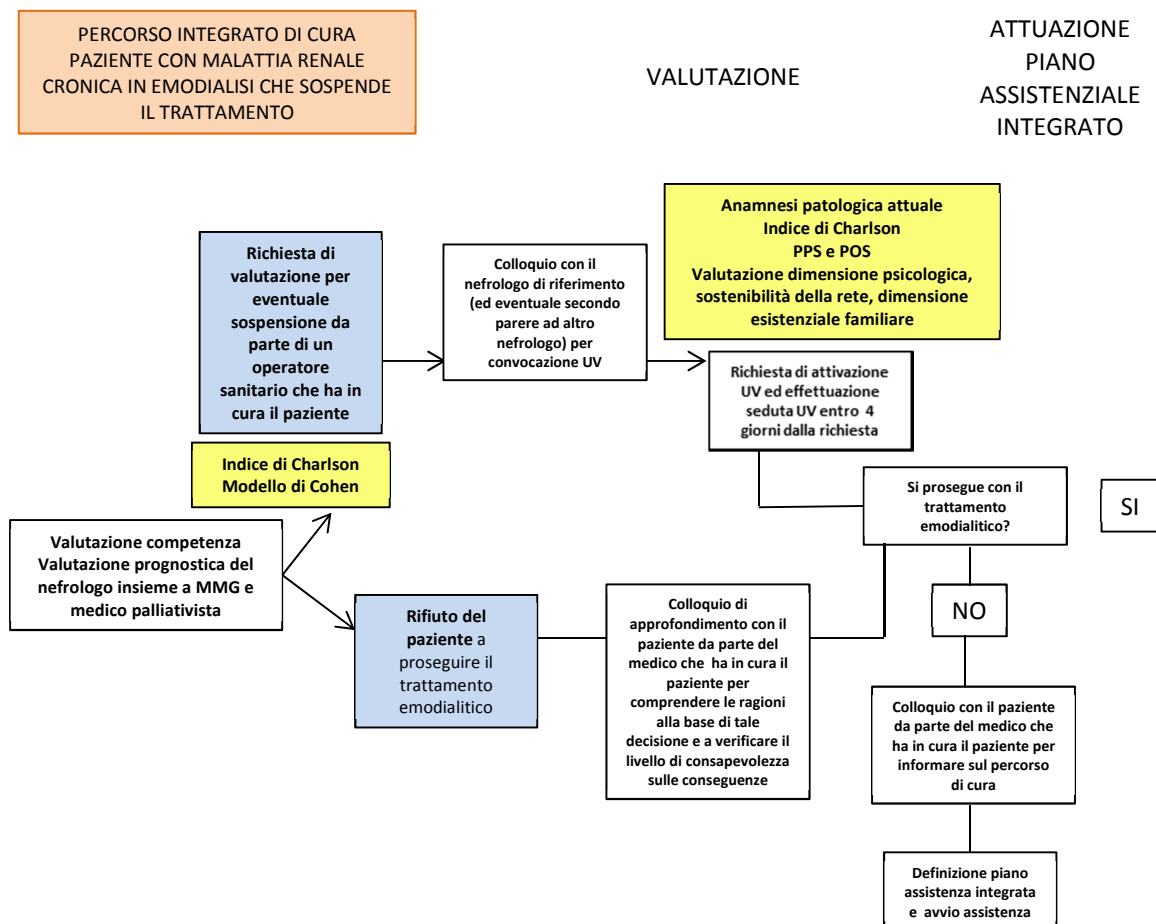 PERCORSO INTEGRATO DI CURA
PAZIENTE CON MALATTIA RENALE
CRONICA IN EMODIALISI CHE SOSPENDE
IL TRATTAMENTO
VALUTAZIONE
ATTUAZIONE
PIANO
ASSISTENZIALE
INTEGRATO
Richiesta di
valutazione per
eventuale
sospensione da
parte di un
operatore
sanitario che ha in
cura il paziente
Colloquio con il
nefrologo di riferimento
(ed eventuale secondo
parere ad altro
nefrologo) per
convocazione UV
Anamnesi patologica attuale
Indice di Charlson
PPS e POS
Valutazione dimensione psicologica,
sostenibilità della rete, dimensione
esistenziale familiare
Richiesta di attivazione
UV ed effettuazione
seduta UV entro 4
giorni dalla richiesta
Indice di Charlson
Modello di Cohen
Si prosegue con il
trattamento
emodialitico?
SI
Valutazione competenza
Valutazione prognostica del
nefrologo insieme a MMG e
medico palliativista
Rifiuto del
paziente a
proseguire il
trattamento
emodialitico
Colloquio di
approfondimento con il
paziente da parte del
medico che ha in cura il
paziente per
comprendere le ragioni
alla base di tale
decisione e a verificare il
livello di consapevolezza
sulle conseguenze
NO
Colloquio con il paziente
da parte del medico che
ha in cura il paziente per
informare sul percorso
di cura
Definizione piano
assistenza integrata
e avvio assistenza